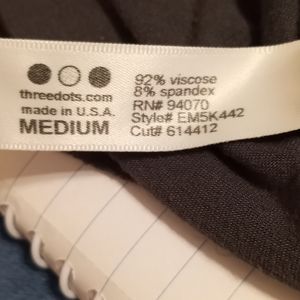 threedots.com
made in U.S.A.
MEDIUM
92% viscose
8% spandex
RN# 94070
Style# EM5K442
Cut# 614412